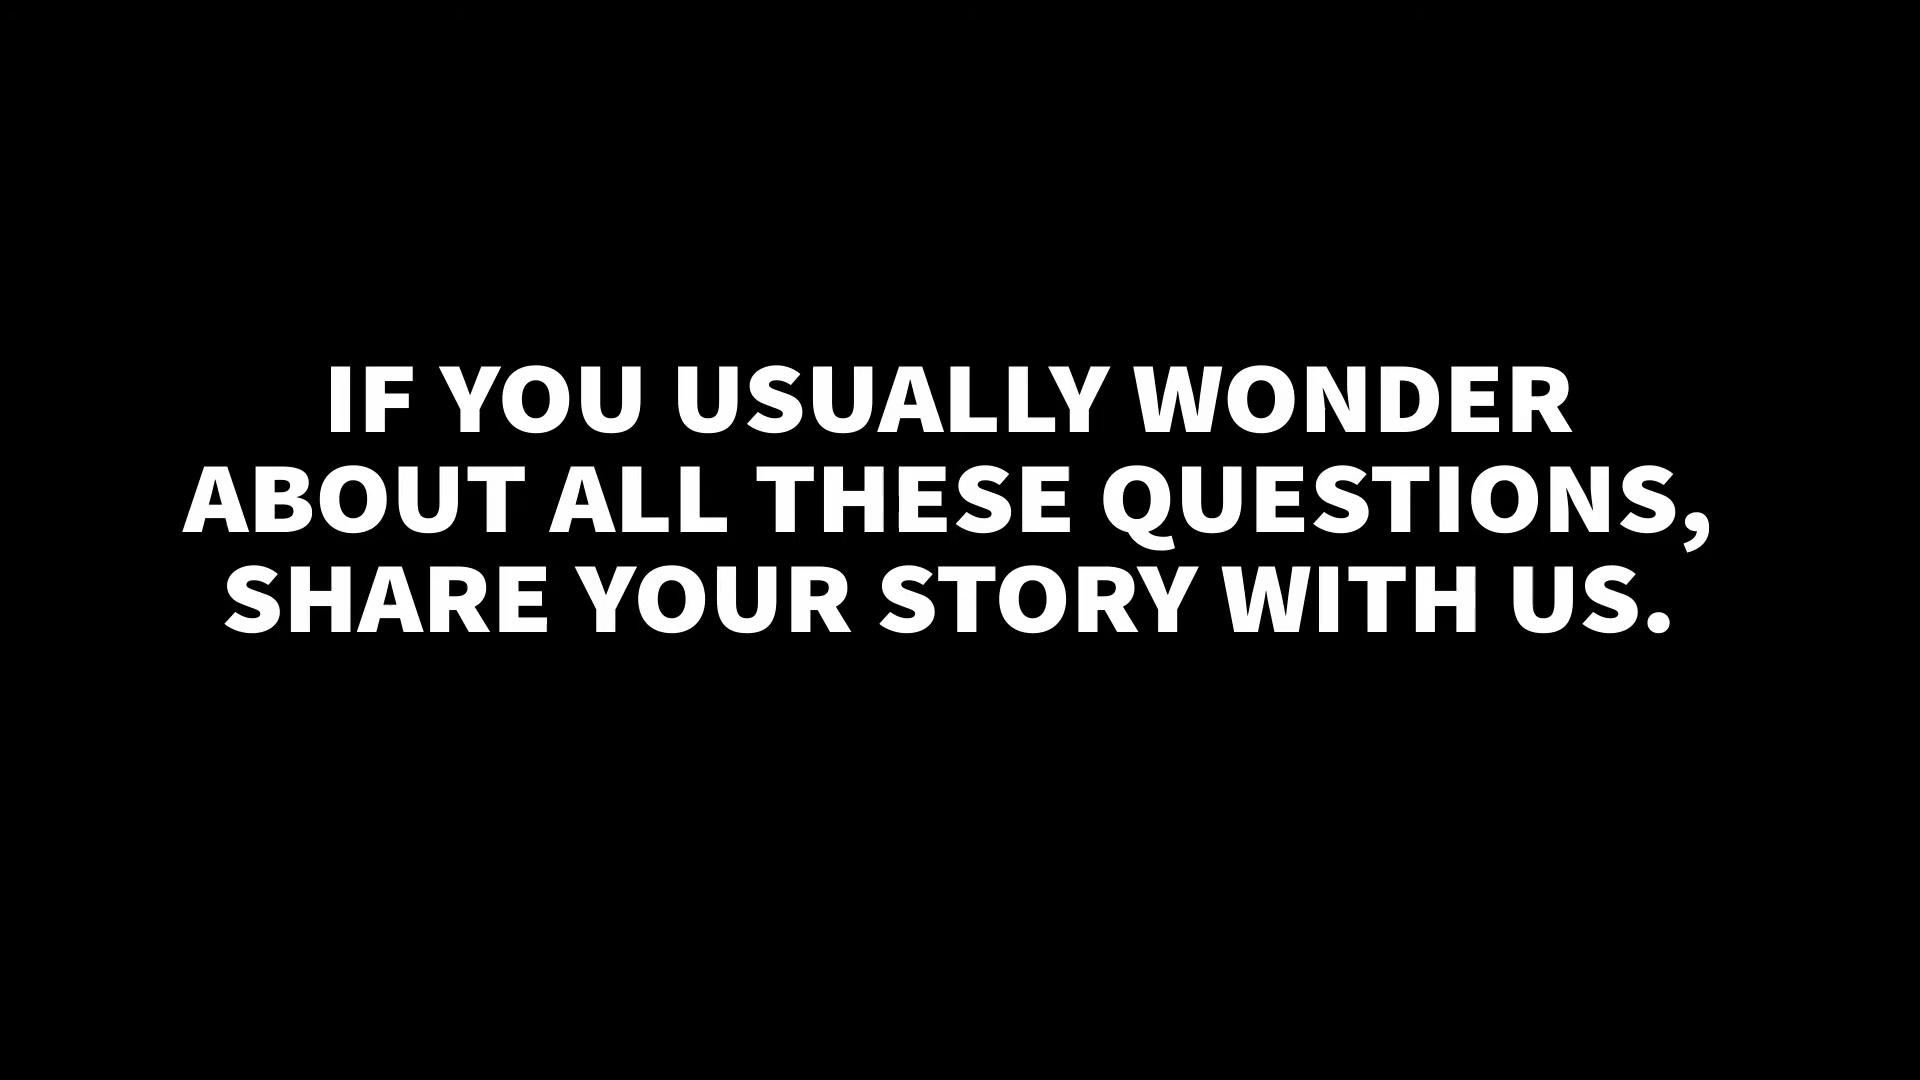 IF YOU USUALLY WONDER
ABOUT ALL THESE QUESTIONS,
SHARE YOUR STORY WITH US.